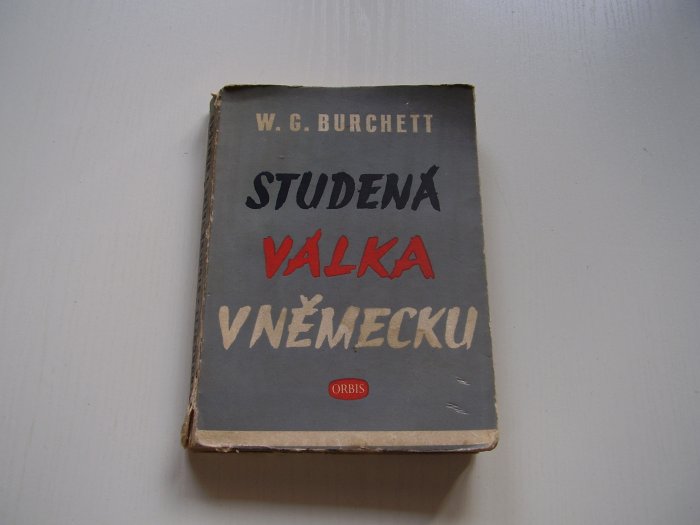 W. G. BURCHETT
STUDENÁ
VÁLKA
V NĚMECKU
ORBIS